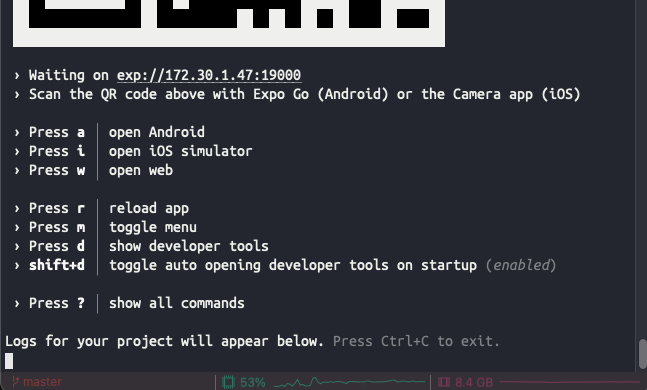 › Waiting on exp://172.30.1.47:19000
› Scan the QR code above with Expo Go (Android) or the Camera app (iOS)
› Press a │ open Android
› Press i │ open iOS simulator
› Press w │ open web
› Press r │ reload app
› Press m │ toggle menu
› Press d │ show developer tools
› shift+d │ toggle auto opening developer tools on startup (enabled)
› Press ? │ show all commands
Logs for your project will appear below. Press Ctrl+C to exit.
master 53% 8.4 GB